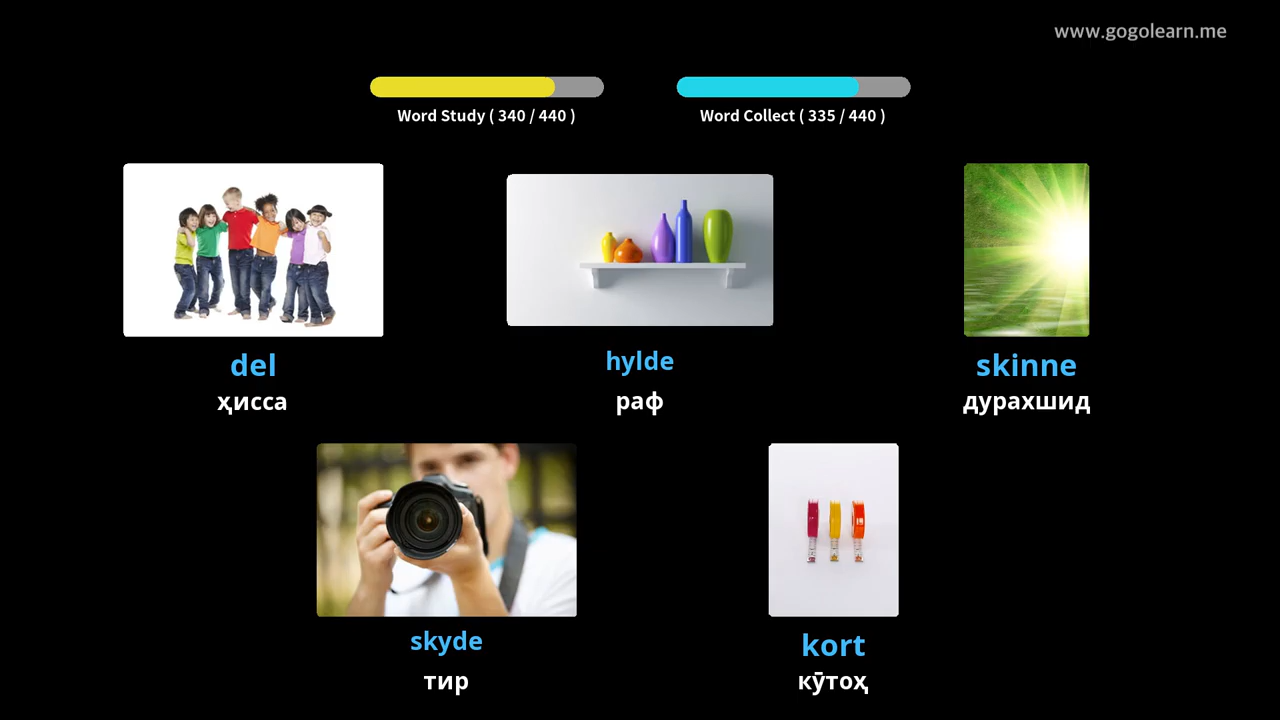 www.gogolearn.me
Word Study ( 340 / 440 )
Word Collect ( 335 / 440 )
del
ҳисса
hylde
раф
skinne
дурахшид
skyde
тир
kort
кӯтоҳ